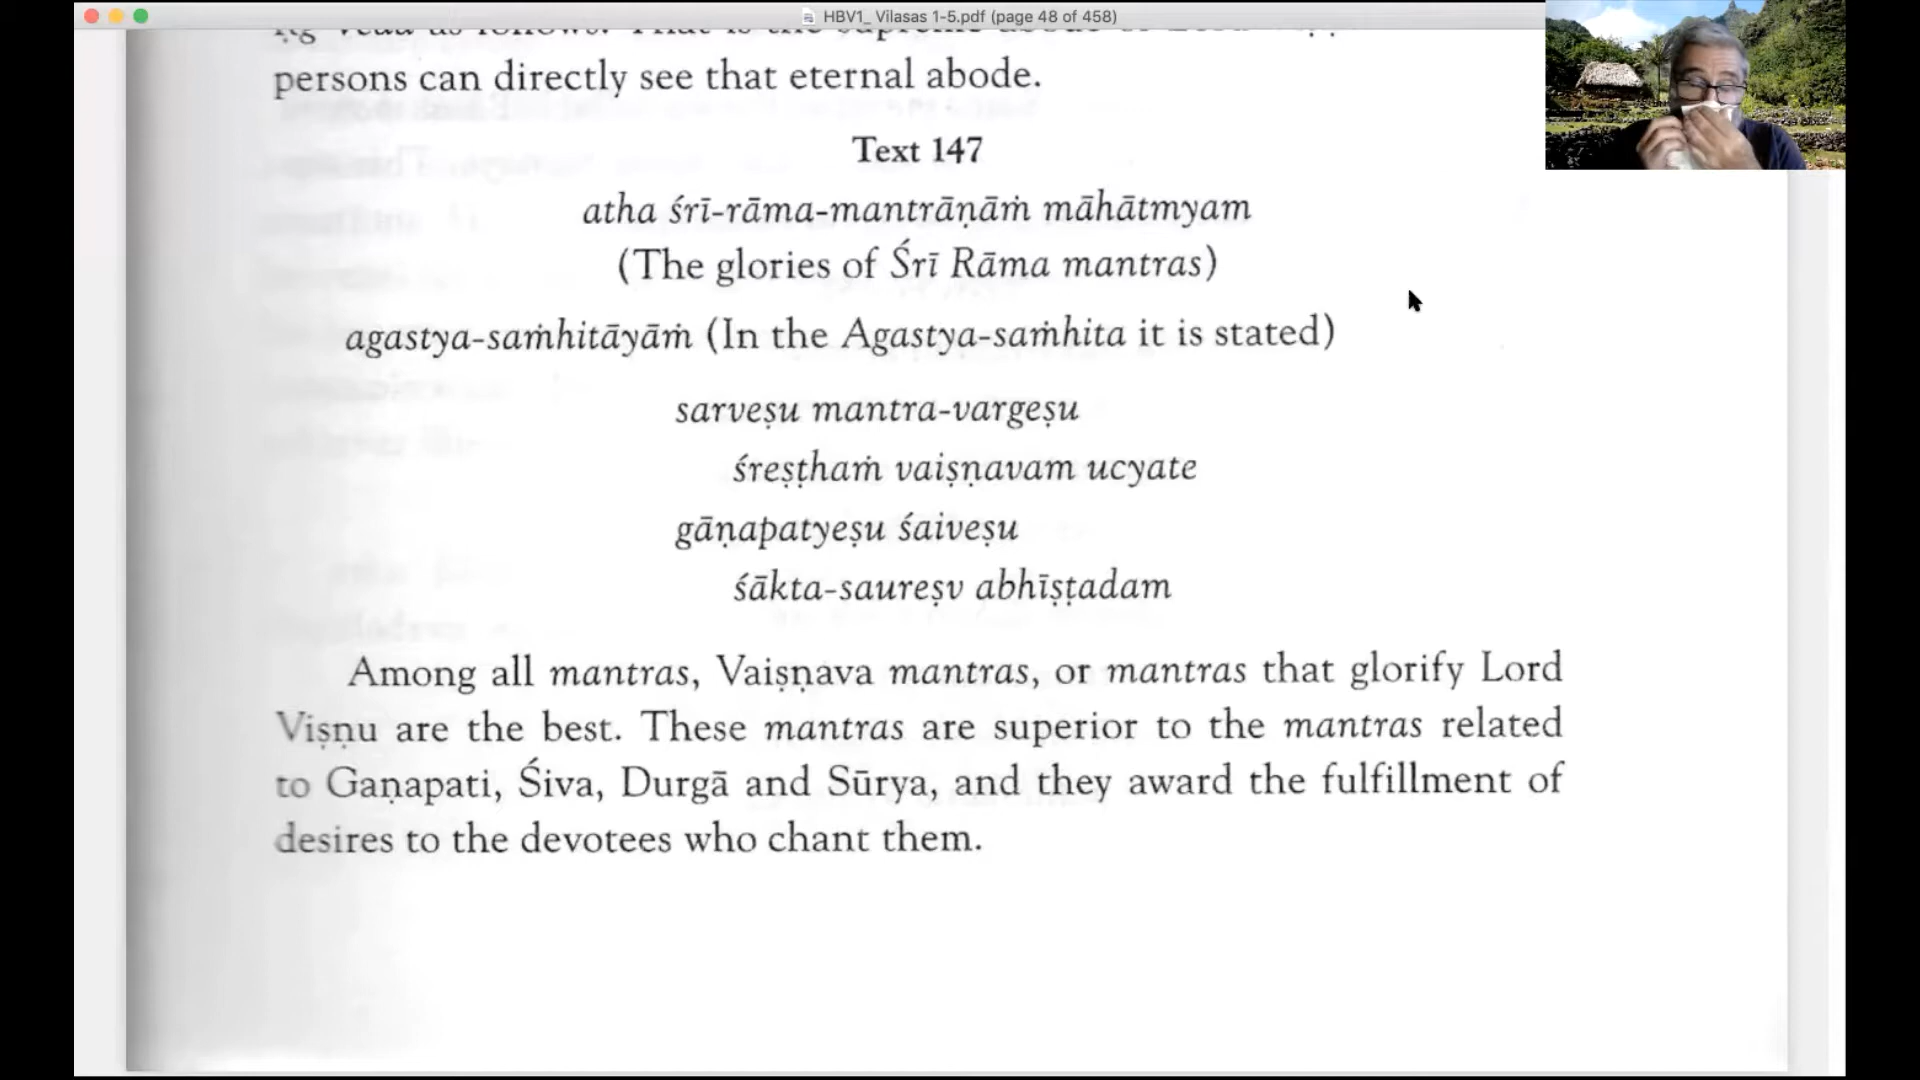 HBV1_ Vilasas 1-5.pdf (page 48 of 458)
persons can directly see that eternal abode.
Text 147
atha śrī-rāma-mantrāṇāṁ māhātmyam
(The glories of Śrī Rāma mantras)
agastya-saṁhitāyāṁ (In the Agastya-saṁhita it is stated)
sarveṣu mantra-vargeṣu
śreṣṭhaṁ vaiṣṇavam ucyate
gāṇapatyeṣu śaiveṣu
śākta-saureṣv abhīṣṭadam
Among all mantras, Vaiṣṇava mantras, or mantras that glorify Lord
Viṣṇu are the best. These mantras are superior to the mantras related
to Gaṇapati, Śiva, Durgā and Sūrya, and they award the fulfillment of
desires to the devotees who chant them.